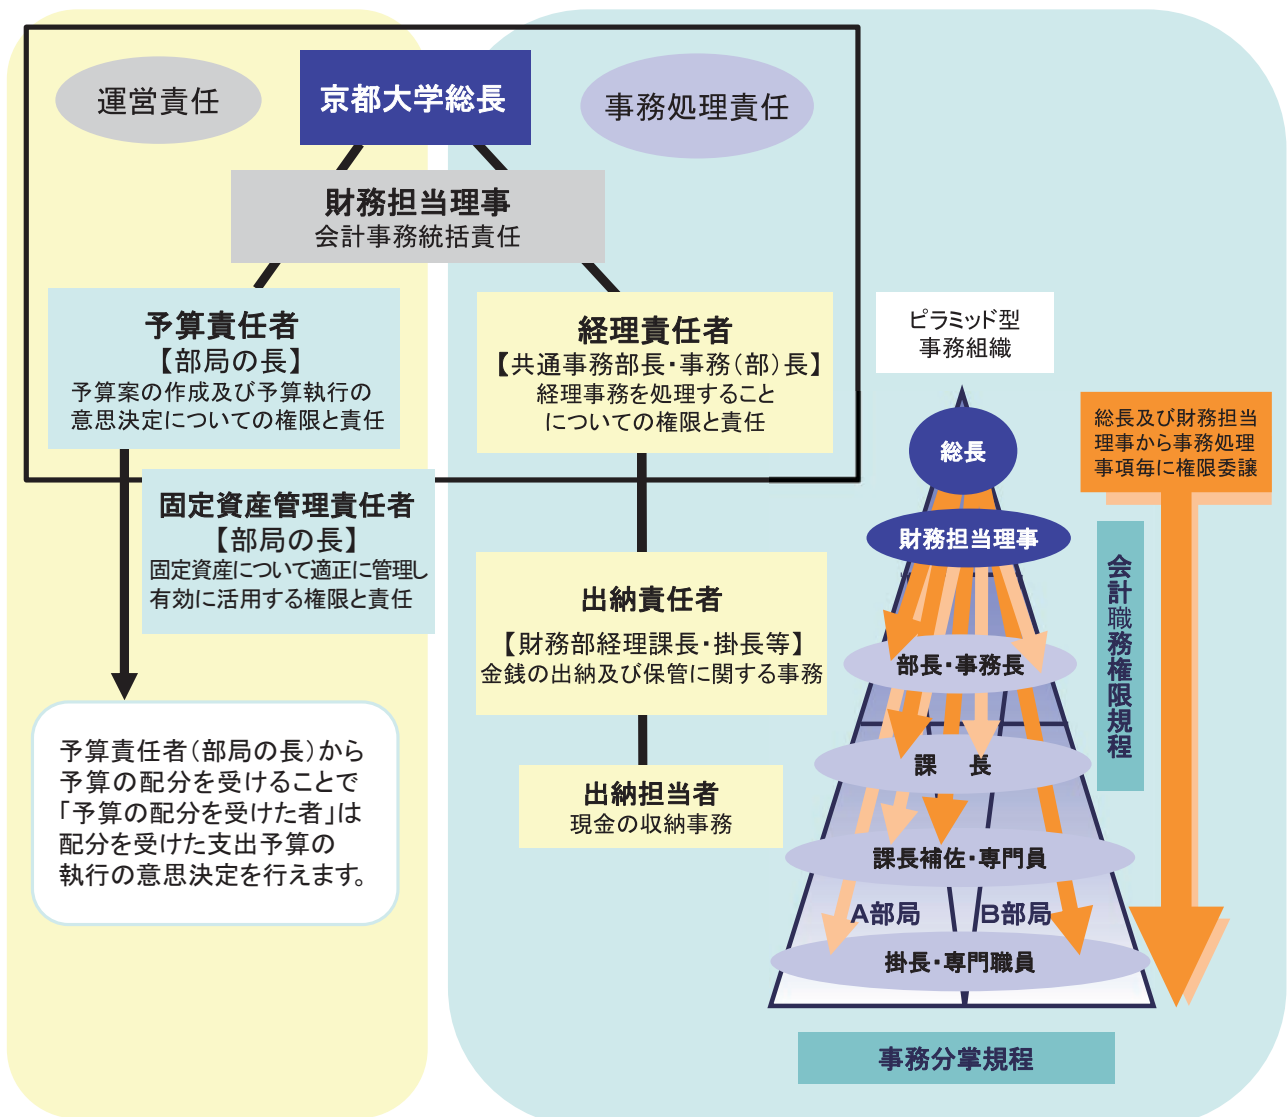 運営責任
京都大学総長
事務処理責任
財務担当理事
会計事務統括責任
予算責任者
【部局の長】
予算案の作成及び予算執行の
意思決定についての権限と責任
経理責任者
【共通事務部長・事務(部)長】
経理事務を処理すること
についての権限と責任
固定資産管理責任者
【部局の長】
固定資産について適正に管理し
有効に活用する権限と責任
出納責任者
【財務部経理課長・掛長等】
金銭の出納及び保管に関する事務
出納担当者
現金の収納事務
予算責任者(部局の長)から
予算の配分を受けることで
「予算の配分を受けた者」は
配分を受けた支出予算の
執行の意思決定を行えます。
ピラミッド型
事務組織
総長
財務担当理事
部長・事務長
課 長
課長補佐・専門員
A部局 B部局
掛長・専門職員
総長及び財務担当
理事から事務処理
事項毎に権限委譲
会計職務権限規程
事務分掌規程